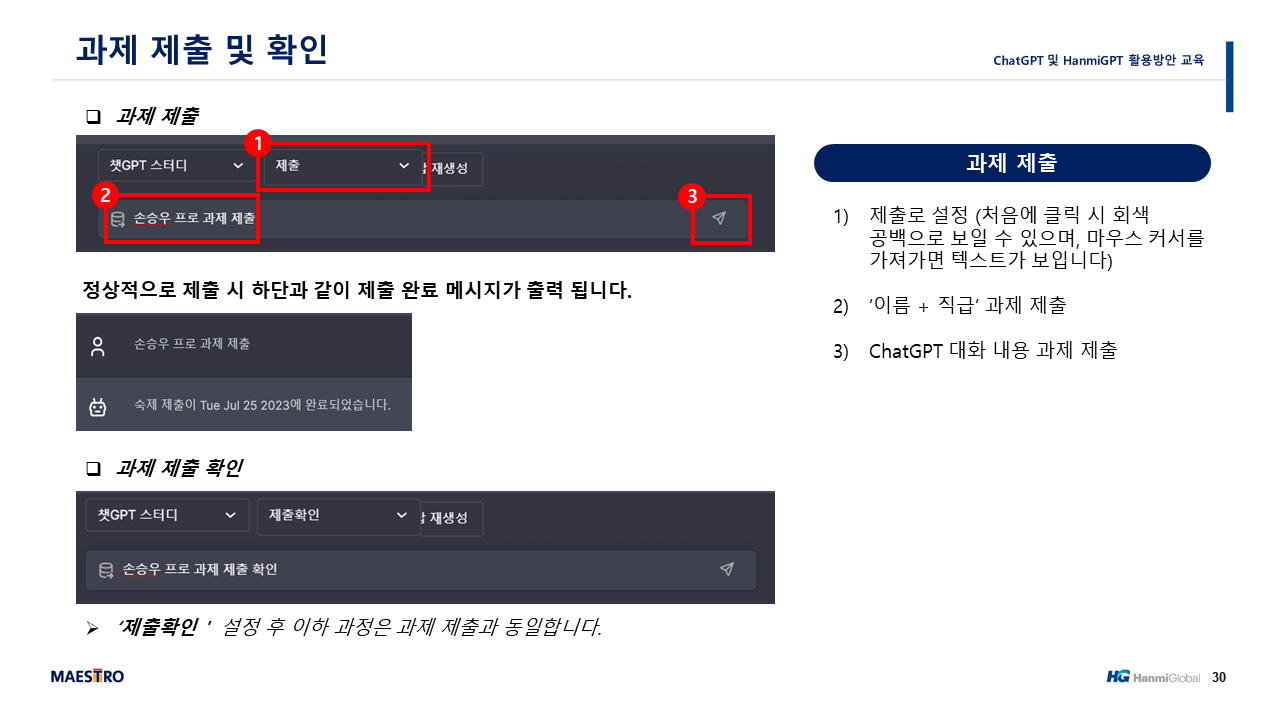 과제 제출 및 확인
ChatGPT 및 HanmiGPT 활용방안 교육
❑ 과제 제출
1
챗GPT 스터디
제출
재생성
2
손승우 프로 과제 제출
3
정상적으로 제출 시 하단과 같이 제출 완료 메시지가 출력 됩니다.
손승우 프로 과제 제출
숙제 제출이 Tue Jul 25 2023에 완료되었습니다.
❑ 과제 제출 확인
챗GPT 스터디
제출확인
재생성
손승우 프로 과제 제출 확인
➢ ‘제출확인 ' 설정 후 이하 과정은 과제 제출과 동일합니다.
과제 제출
1) 제출로 설정 (처음에 클릭 시 회색
공백으로 보일 수 있으며, 마우스 커서를
가져가면 텍스트가 보입니다)
2) ‘이름 + 직급’ 과제 제출
3) ChatGPT 대화 내용 과제 제출
MAESTRO
HG HanmiGlobal
30